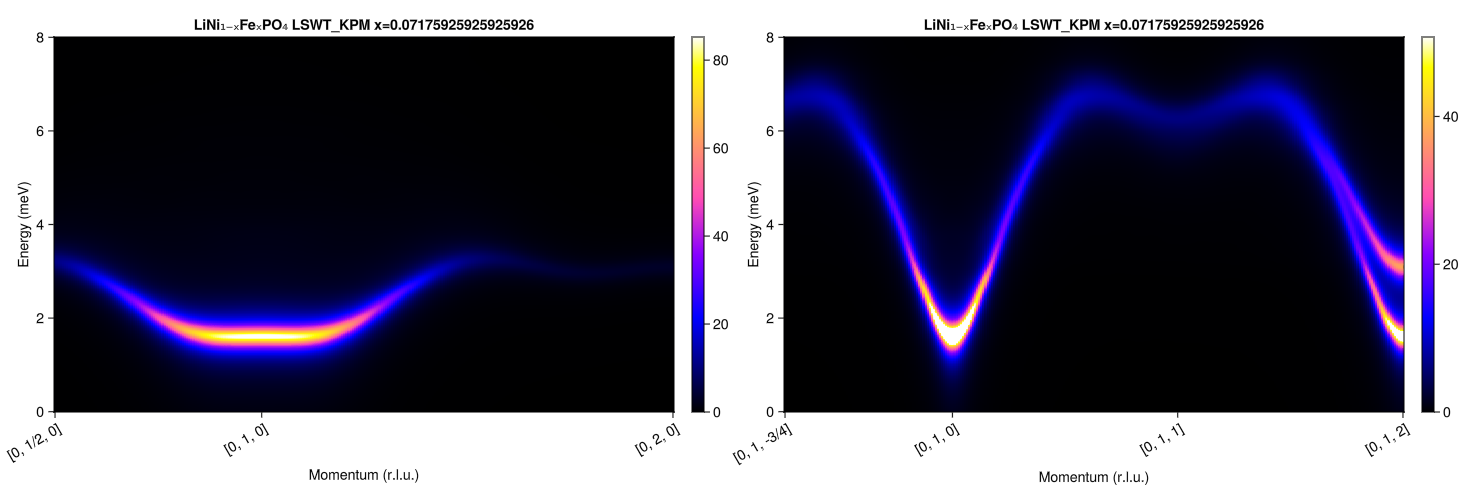 LiNi₁₋ₓFeₓPO₄ LSWT_KPM x=0.07175925925925926
8
6
4
2
0
Energy (meV)
[0, 1/2, 0]
[0, 1, 0]
[0, 2, 0]
Momentum (r.l.u.)
80
60
40
20
0
LiNi₁₋ₓFeₓPO₄ LSWT_KPM x=0.07175925925925926
8
6
4
2
0
Energy (meV)
[0, 1, -3/4]
[0, 1, 0]
[0, 1, 1]
[0, 1, 2]
Momentum (r.l.u.)
40
20
0